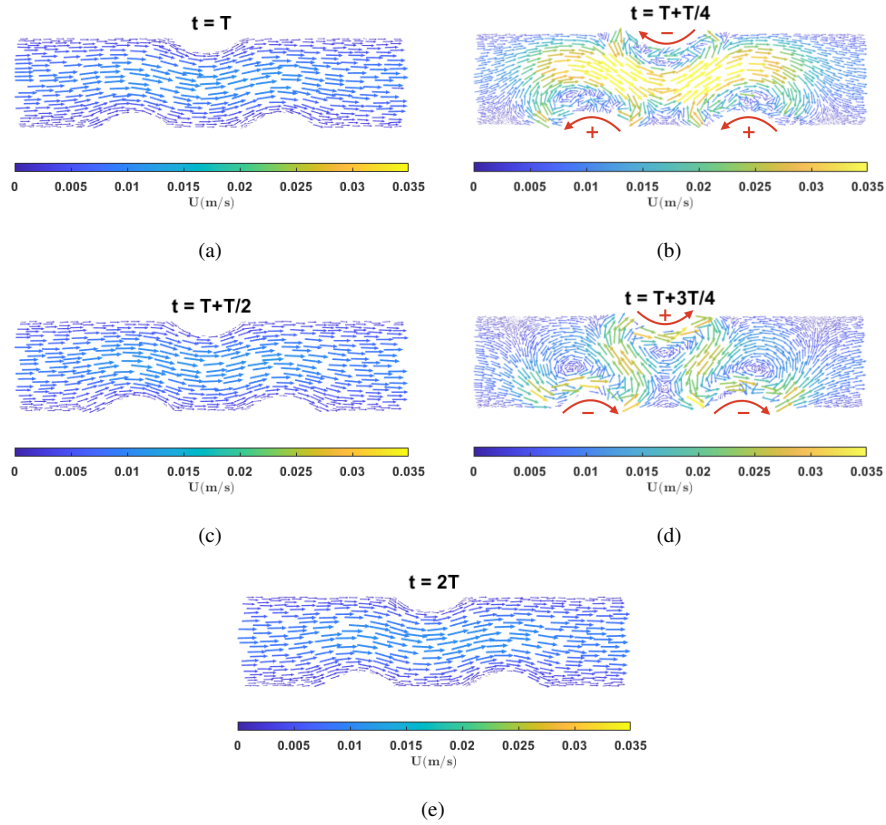 t = T
0 0.005 0.01 0.015 0.02 0.025 0.03 0.035
U(m/s)
(a)
t = T+T/4
−
+ +
0 0.005 0.01 0.015 0.02 0.025 0.03 0.035
U(m/s)
(b)
t = T+T/2
0 0.005 0.01 0.015 0.02 0.025 0.03 0.035
U(m/s)
(c)
t = T+3T/4
+
− −
0 0.005 0.01 0.015 0.02 0.025 0.03 0.035
U(m/s)
(d)
t = 2T
0 0.005 0.01 0.015 0.02 0.025 0.03 0.035
U(m/s)
(e)